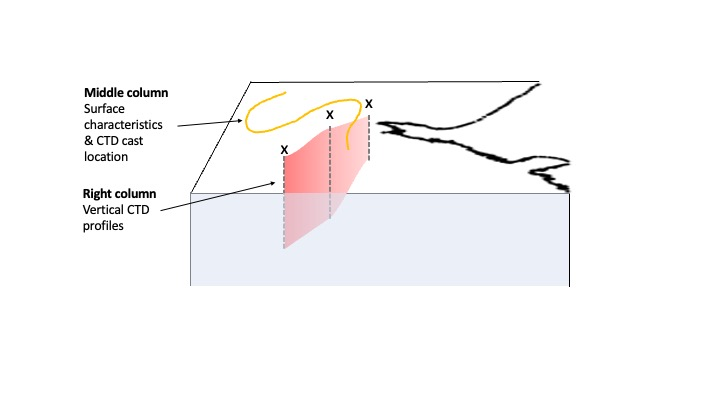 Middle column
Surface
characteristics
& CTD cast
location
X
X
X
Right column
Vertical CTD
profiles